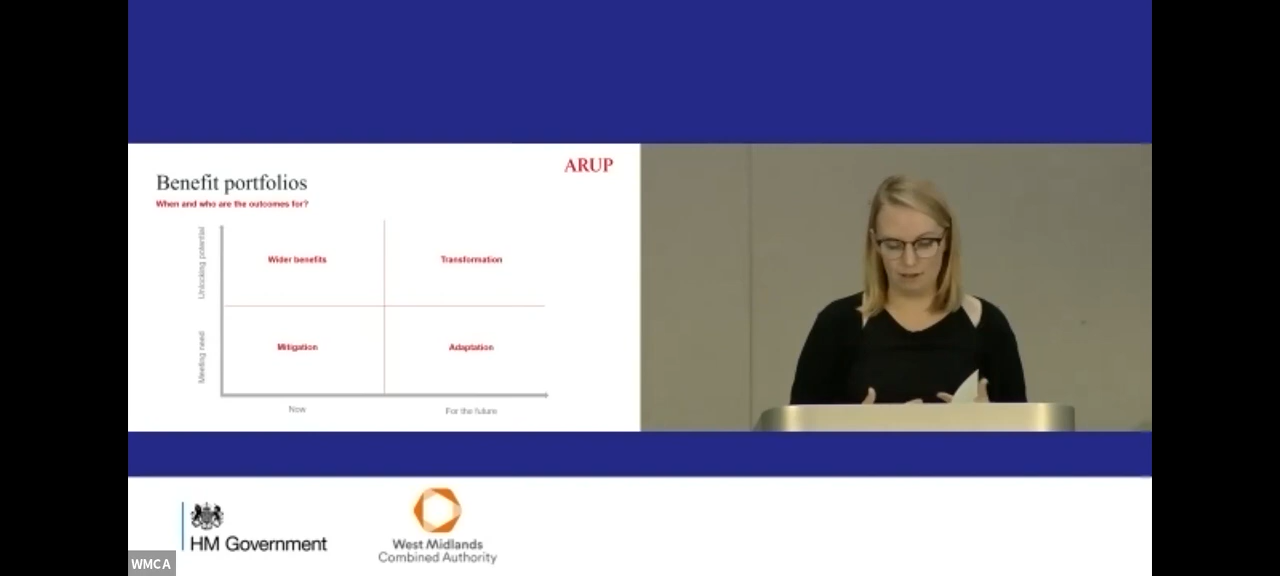 ARUP
Benefit portfolios
When and who are the outcomes for?
Unlocking potential
Wider benefits
Transformation
Meeting need
Mitigation
Adaptation
Now
For the future
HM Government
West Midlands
Combined Authority
WMCA